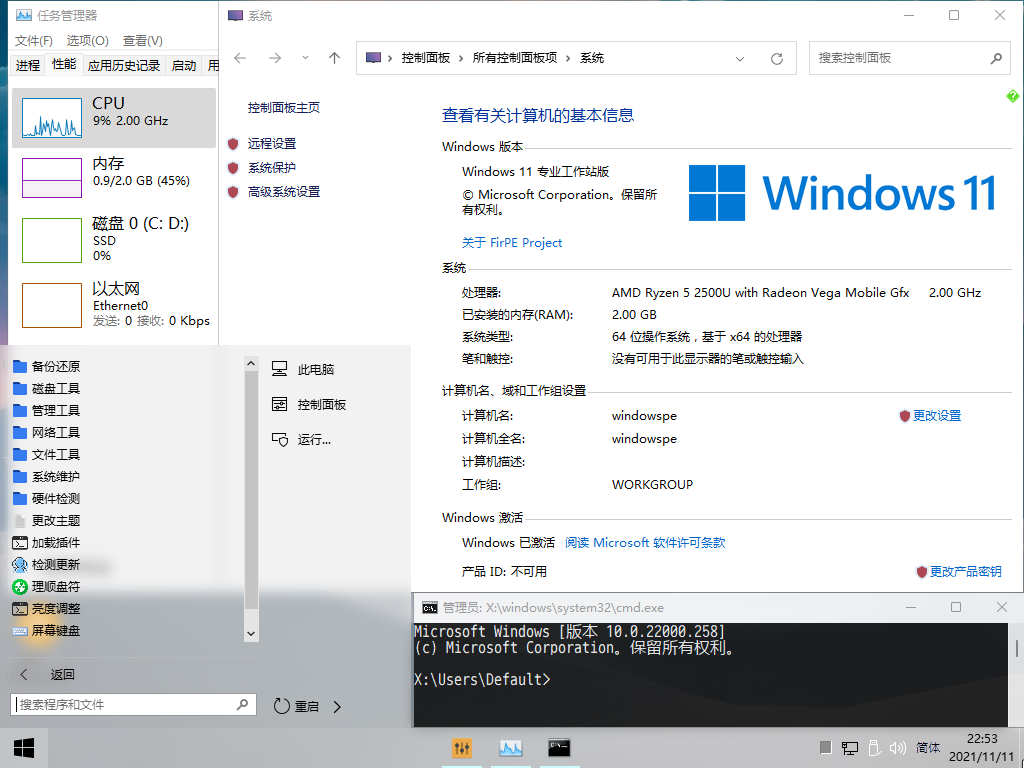 任务管理器
文件(F) 选项(O) 查看(V)
进程 性能 应用历史记录 启动 用
CPU
9% 2.00 GHz
内存
0.9/2.0 GB (45%)
磁盘 0 (C: D:)
SSD
0%
以太网
Ethernet0
发送: 0 接收: 0 Kbps
系统
控制面板 › 所有控制面板项 › 系统
搜索控制面板
控制面板主页
远程设置
系统保护
高级系统设置
查看有关计算机的基本信息
Windows 版本
Windows 11 专业工作站版
© Microsoft Corporation。保留所
有权利。
关于 FirPE Project
Windows 11
系统
处理器: AMD Ryzen 5 2500U with Radeon Vega Mobile Gfx 2.00 GHz
已安装的内存(RAM): 2.00 GB
系统类型: 64 位操作系统，基于 x64 的处理器
笔和触控: 没有可用于此显示器的笔或触控输入
计算机名、域和工作组设置
计算机名: windowspe 更改设置
计算机全名: windowspe
计算机描述:
工作组: WORKGROUP
Windows 激活
Windows 已激活 阅读 Microsoft 软件许可条款
产品 ID: 不可用 更改产品密钥
备份还原
磁盘工具
管理工具
网络工具
文件工具
系统维护
硬件检测
更改主题
加载插件
检测更新
理顺盘符
亮度调整
屏幕键盘
返回
搜索程序和文件
此电脑
控制面板
运行...
重启
管理员: X:\windows\system32\cmd.exe
Microsoft Windows [版本 10.0.22000.258]
(c) Microsoft Corporation。保留所有权利。
X:\Users\Default>
简体
22:53
2021/11/11